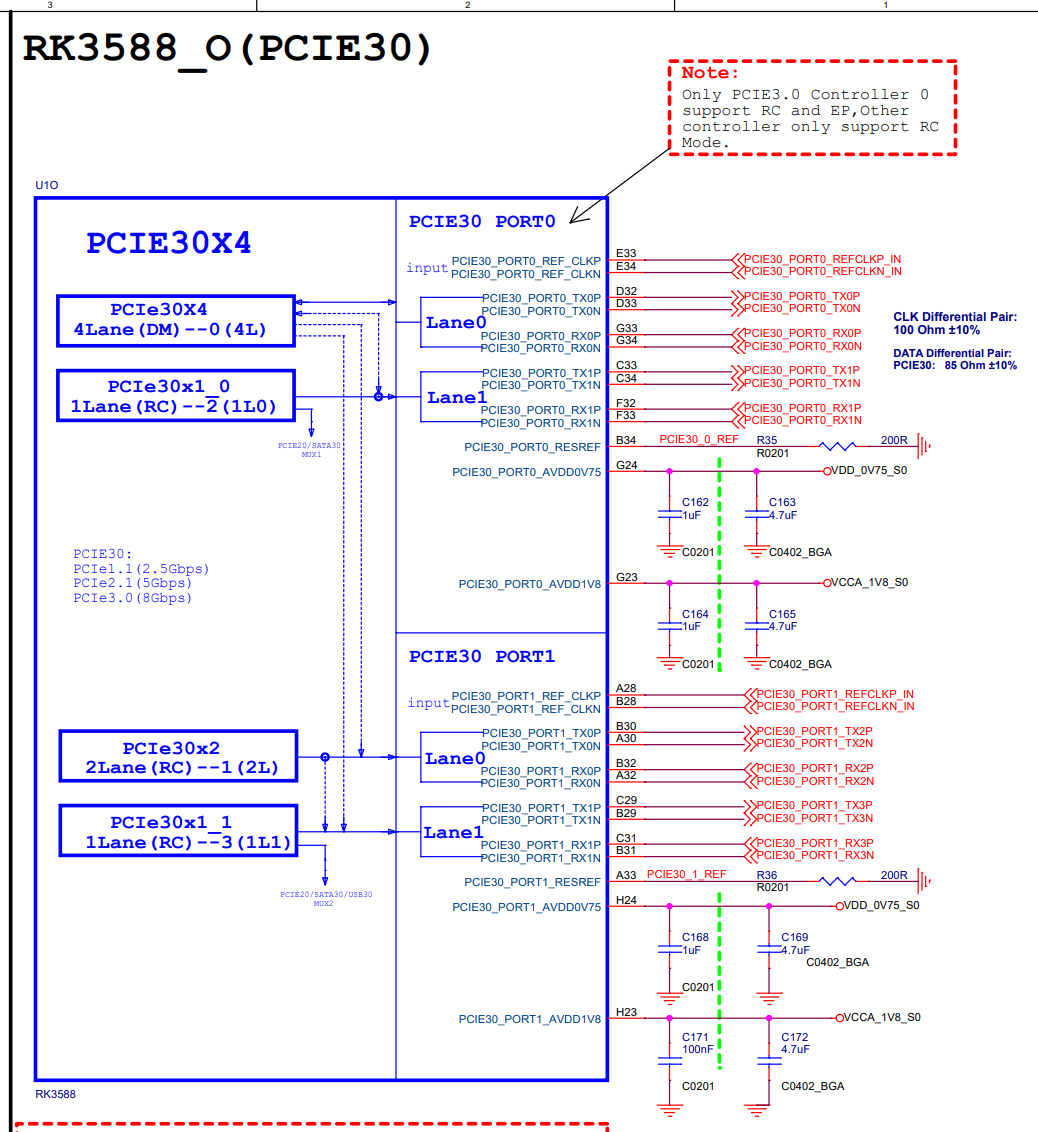 3
2
1
RK3588_O(PCIE30)
Note:
Only PCIE3.0 Controller 0
support RC and EP,Other
controller only support RC
Mode.
U1O
PCIE30X4
PCIE30 PORT0
input
PCIE30_PORT0_REF_CLKP E33 PCIE30_PORT0_REFCLKP_IN
PCIE30_PORT0_REF_CLKN E34 PCIE30_PORT0_REFCLKN_IN
PCIe30X4
4Lane(DM)--0(4L)
Lane0
PCIE30_PORT0_TX0P D32 PCIE30_PORT0_TX0P
PCIE30_PORT0_TX0N D33 PCIE30_PORT0_TX0N
PCIE30_PORT0_RX0P G33 PCIE30_PORT0_RX0P
PCIE30_PORT0_RX0N G34 PCIE30_PORT0_RX0N
CLK Differential Pair:
100 Ohm ±10%
DATA Differential Pair:
PCIE30: 85 Ohm ±10%
PCIe30x1_0
1Lane(RC)--2(1L0)
Lane1
PCIE30_PORT0_TX1P C33 PCIE30_PORT0_TX1P
PCIE30_PORT0_TX1N C34 PCIE30_PORT0_TX1N
PCIE30_PORT0_RX1P F32 PCIE30_PORT0_RX1P
PCIE30_PORT0_RX1N F33 PCIE30_PORT0_RX1N
PCIE20/SATA30
MUX1
PCIE30_PORT0_RESREF B34 PCIE30_0_REF R35 200R
R0201
PCIE30_PORT0_AVDD0V75 G24 VDD_0V75_S0
C162 C163
1uF 4.7uF
C0201 C0402_BGA
PCIE30:
PCIe1.1(2.5Gbps)
PCIe2.1(5Gbps)
PCIe3.0(8Gbps)
PCIE30_PORT0_AVDD1V8 G23 VCCA_1V8_S0
C164 C165
1uF 4.7uF
C0201 C0402_BGA
PCIE30 PORT1
input
PCIE30_PORT1_REF_CLKP A28 PCIE30_PORT1_REFCLKP_IN
PCIE30_PORT1_REF_CLKN B28 PCIE30_PORT1_REFCLKN_IN
PCIe30x2
2Lane(RC)--1(2L)
Lane0
PCIE30_PORT1_TX0P B30 PCIE30_PORT1_TX2P
PCIE30_PORT1_TX0N A30 PCIE30_PORT1_TX2N
PCIE30_PORT1_RX0P B32 PCIE30_PORT1_RX2P
PCIE30_PORT1_RX0N A32 PCIE30_PORT1_RX2N
PCIe30x1_1
1Lane(RC)--3(1L1)
Lane1
PCIE30_PORT1_TX1P C29 PCIE30_PORT1_TX3P
PCIE30_PORT1_TX1N B29 PCIE30_PORT1_TX3N
PCIE30_PORT1_RX1P C31 PCIE30_PORT1_RX3P
PCIE30_PORT1_RX1N B31 PCIE30_PORT1_RX3N
PCIE20/SATA30/USB30
MUX2
PCIE30_PORT1_RESREF A33 PCIE30_1_REF R36 200R
R0201
PCIE30_PORT1_AVDD0V75 H24 VDD_0V75_S0
C168 C169
1uF 4.7uF
C0402_BGA
C0201
PCIE30_PORT1_AVDD1V8 H23 VCCA_1V8_S0
C171 C172
100nF 4.7uF
C0201 C0402_BGA
RK3588